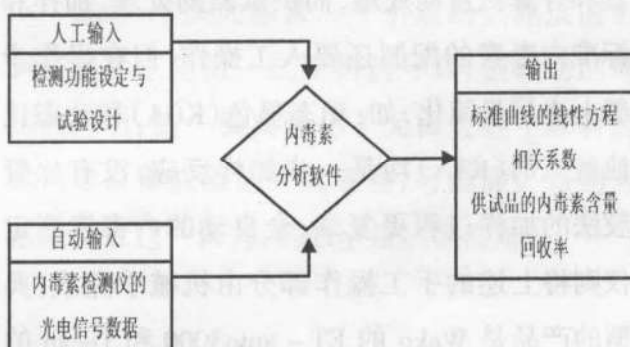 人工输入
检测功能设定与
试验设计
自动输入
内毒素检测仪的
光电信号数据
内毒素
分析软件
输出
标准曲线的线性方程
相关系数
供试品的内毒素含量
回收率